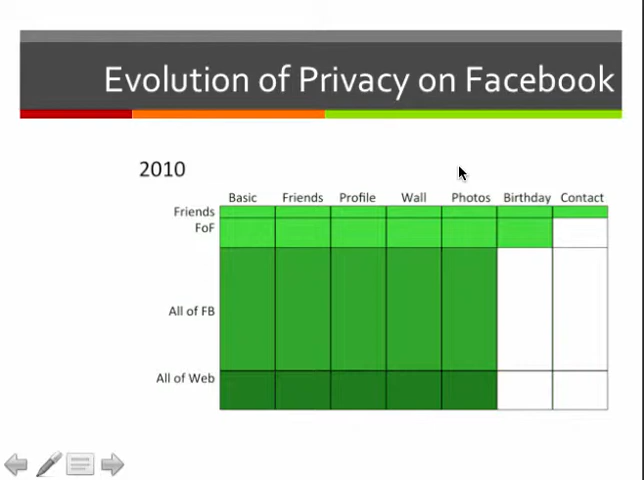 Evolution of Privacy on Facebook
2010
Basic Friends Profile Wall Photos Birthday Contact
Friends
FoF
All of FB
All of Web